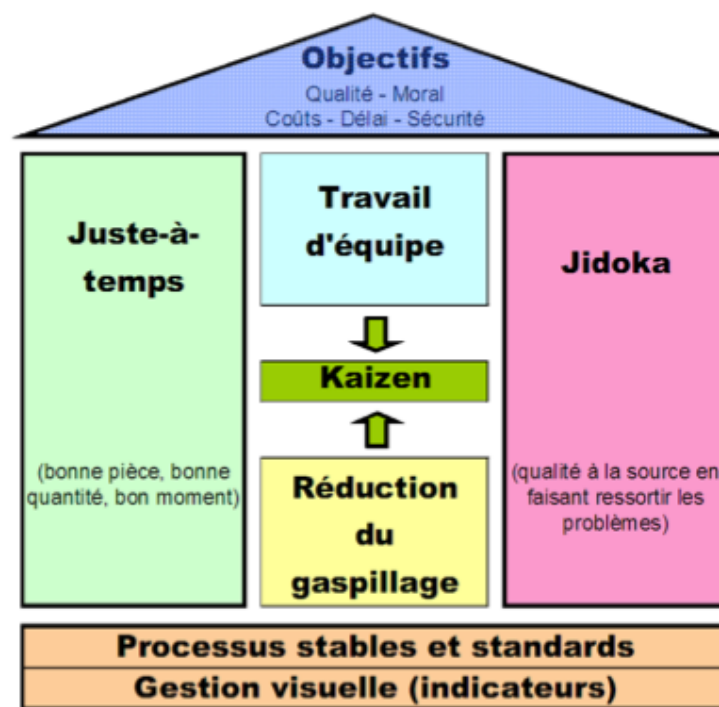 Objectifs
Qualité - Moral
Coûts - Délai - Sécurité
Juste-à-
temps
(bonne pièce, bonne
quantité, bon moment)
Travail
d'équipe
Kaizen
Réduction
du
gaspillage
Jidoka
(qualité à la source en
faisant ressortir les
problèmes)
Processus stables et standards
Gestion visuelle (indicateurs)